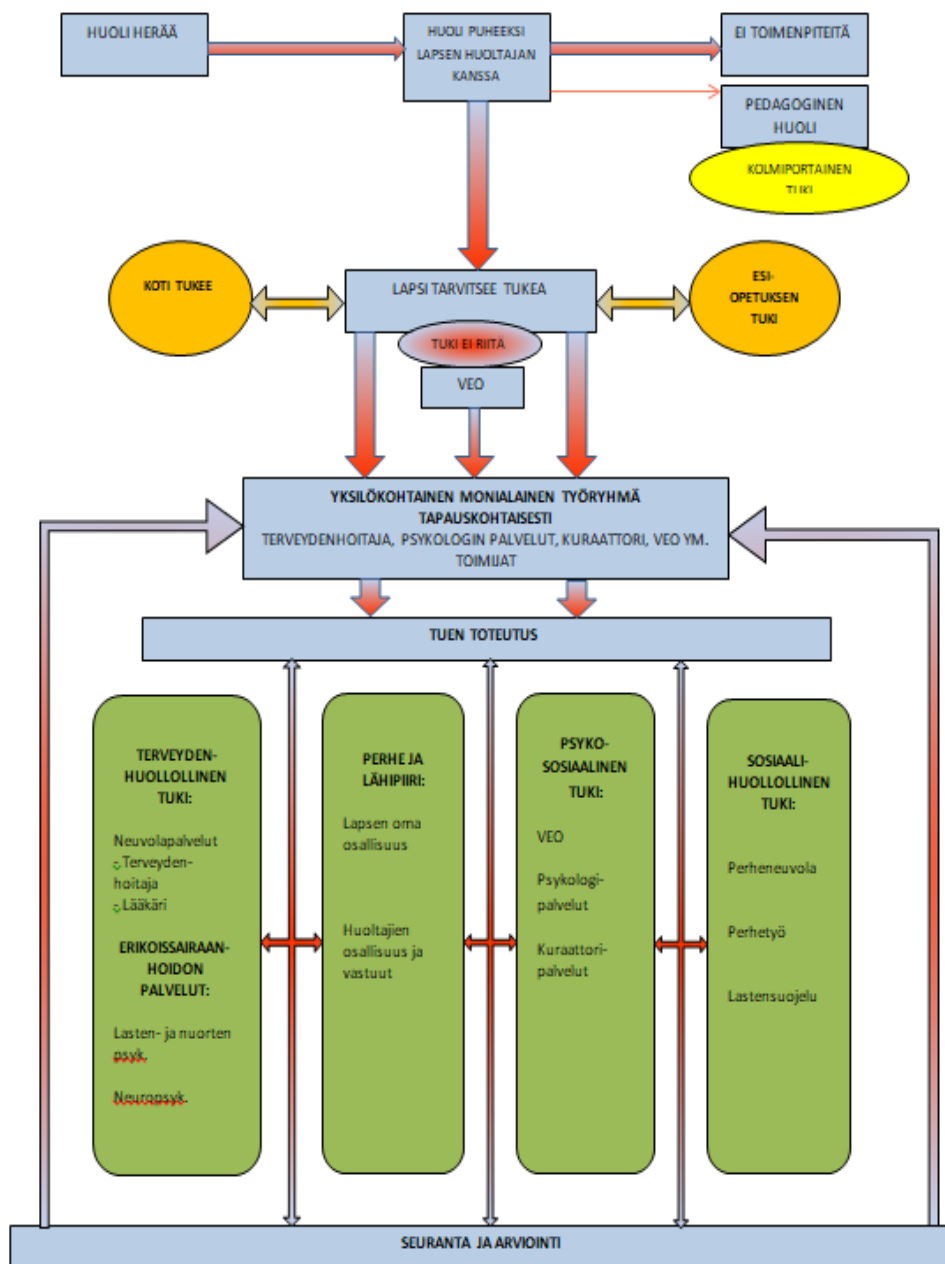 HUOLI HERÄÄ
HUOLI PUHEEKSI
LAPSEN HUOLTAJAN
KANSSA
EI TOIMENPITEITÄ
PEDAGOGINEN
HUOLI
KOLMIPORTAINEN
TUKI
KOTI TUKEE
LAPSI TARVITSEE TUKEA
ESI-
OPETUKSEN
TUKI
TUKI EI RIITÄ
VEO
YKSILÖKOHTAINEN MONIALAINEN TYÖRYHMÄ
TAPAUSKOHTAISESTI
TERVEYDENHOITAJA, PSYKOLOGIN PALVELUT, KURAATTORI, VEO YM.
TOIMIJAT
TUEN TOTEUTUS
TERVEYDEN-
HUOLLOLLINEN
TUKI:
Neuvolapalvelut
- Terveyden-
hoitaja
- Lääkäri
ERIKOISSAIRAAN-
HOIDON
PALVELUT:
Lasten- ja nuorten
psyk.
Neuropsyk.
PERHE JA
LÄHIPIIRI:
Lapsen oma
osallisuus
Huoltajien
osallisuus ja
vastuut
PSYKO-
SOSIAALINEN
TUKI:
VEO
Psykologi-
palvelut
Kuraattori-
palvelut
SOSIAALI-
HUOLLOLLINEN
TUKI:
Perheneuvola
Perhetyö
Lastensuojelu
SEURANTA JA ARVIOINTI